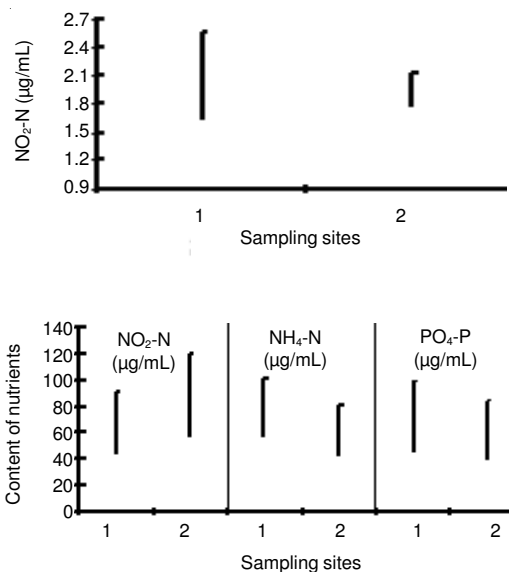 2.7
2.4
2.1
1.8
1.5
1.2
0.9
NO₂-N (µg/mL)
1 2
Sampling sites
140
120
100
80
60
40
20
0
Content of nutrients
NO₂-N
(µg/mL)
NH₄-N
(µg/mL)
PO₄-P
(µg/mL)
1 2 1 2 1 2
Sampling sites